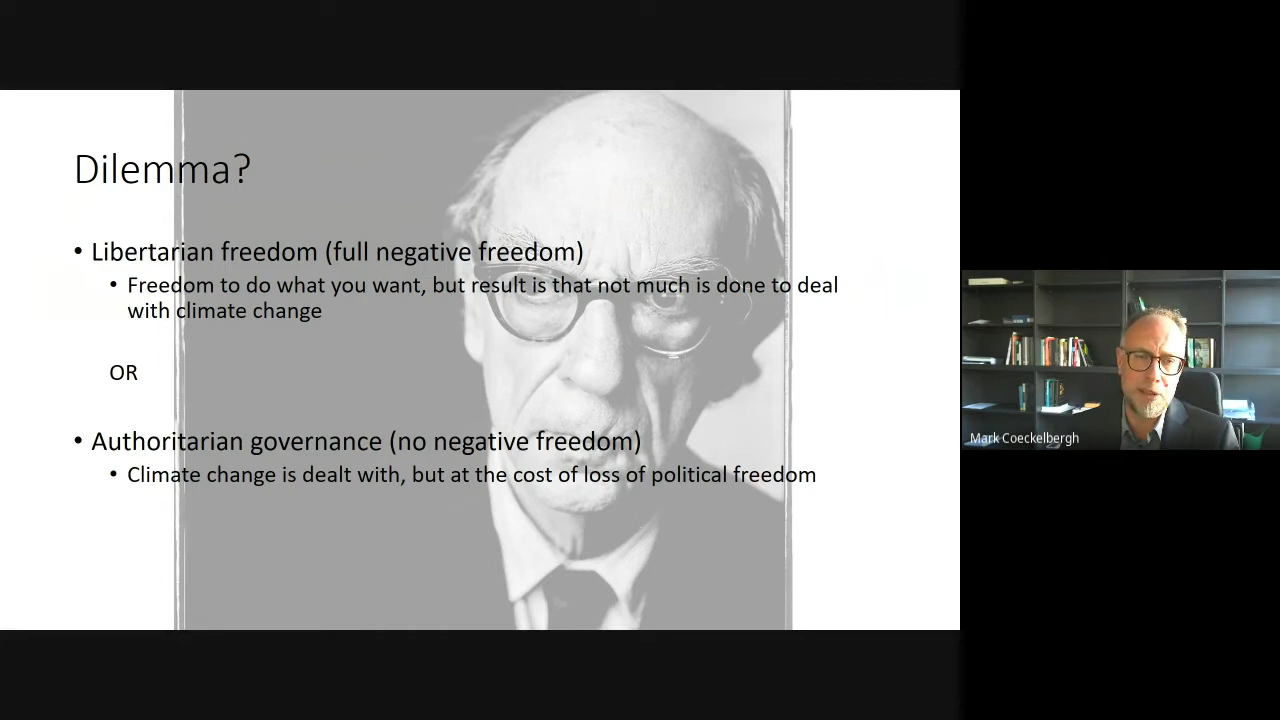 Dilemma?
• Libertarian freedom (full negative freedom)
• Freedom to do what you want, but result is that not much is done to deal
with climate change
OR
• Authoritarian governance (no negative freedom)
• Climate change is dealt with, but at the cost of loss of political freedom
Mark Coeckelbergh